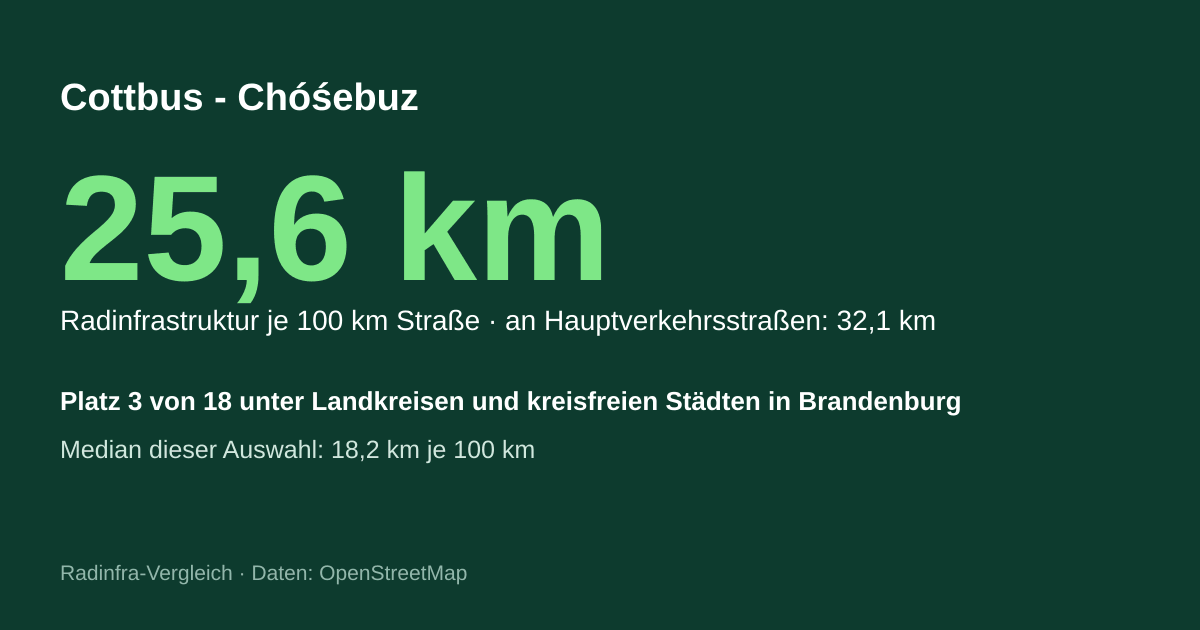 Cottbus - Chóśebuz
25,6 km
Radinfrastruktur je 100 km Straße · an Hauptverkehrsstraßen: 32,1 km
Platz 3 von 18 unter Landkreisen und kreisfreien Städten in Brandenburg
Median dieser Auswahl: 18,2 km je 100 km
Radinfra-Vergleich · Daten: OpenStreetMap